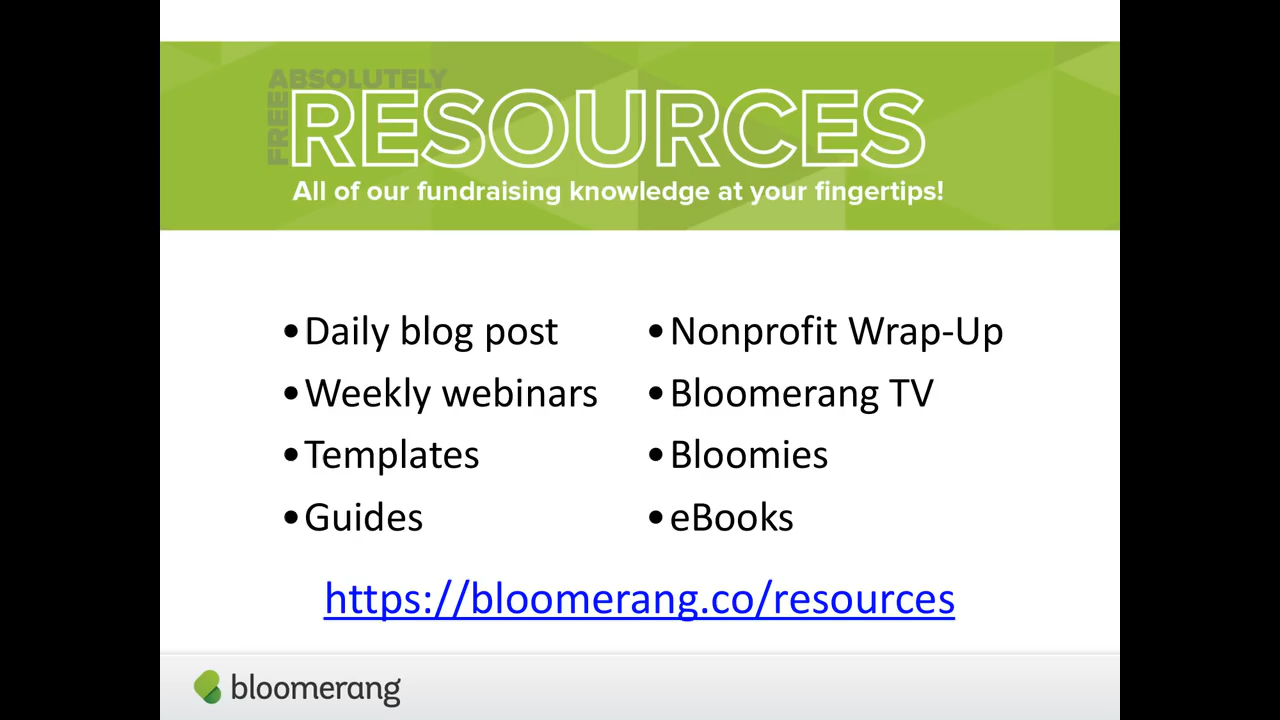 ABSOLUTELY
FREE
RESOURCES
All of our fundraising knowledge at your fingertips!
•Daily blog post
•Weekly webinars
•Templates
•Guides
•Nonprofit Wrap-Up
•Bloomerang TV
•Bloomies
•eBooks
https://bloomerang.co/resources
bloomerang